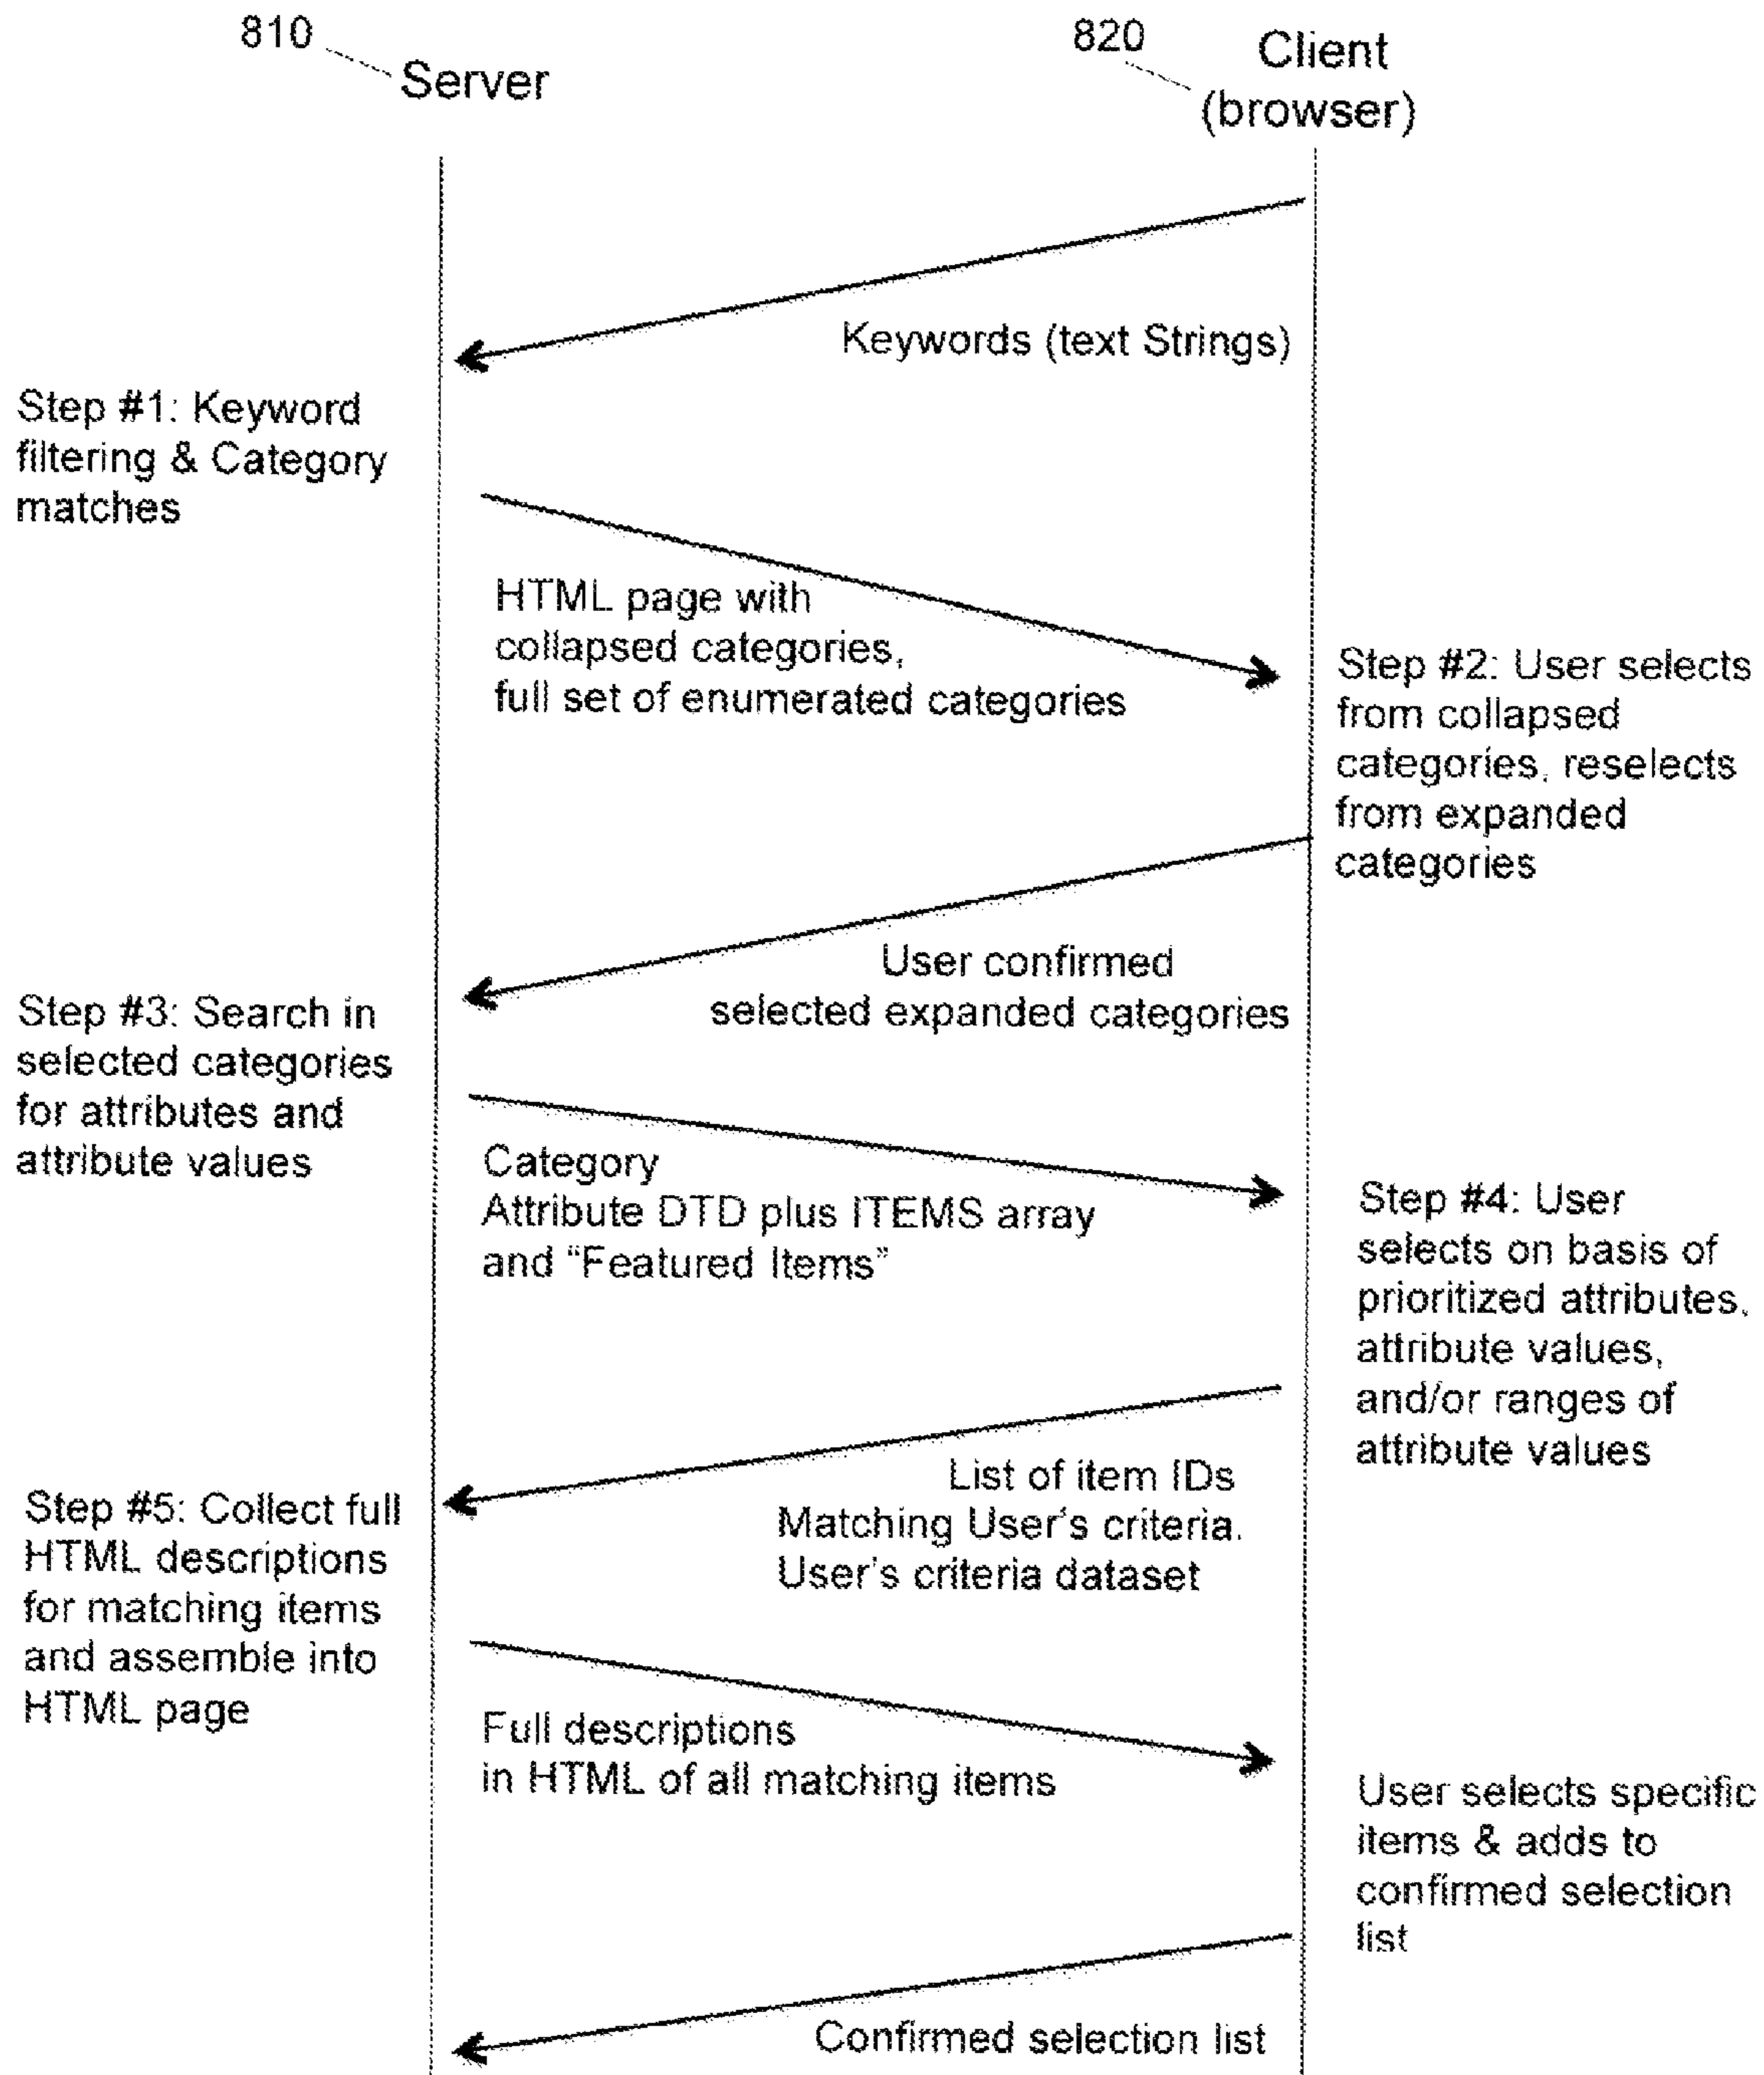 810
Server
820
Client
(browser)
Keywords (text Strings)
Step #1: Keyword
filtering & Category
matches
HTML page with
collapsed categories,
full set of enumerated categories
Step #2: User selects
from collapsed
categories, reselects
from expanded
categories
User confirmed
selected expanded categories
Step #3: Search in
selected categories
for attributes and
attribute values
Category
Attribute DTD plus ITEMS array
and “Featured Items”
Step #4: User
selects on basis of
prioritized attributes,
attribute values,
and/or ranges of
attribute values
List of item IDs
Matching User's criteria.
User's criteria dataset
Step #5: Collect full
HTML descriptions
for matching items
and assemble into
HTML page
Full descriptions
in HTML of all matching items
User selects specific
items & adds to
confirmed selection
list
Confirmed selection list